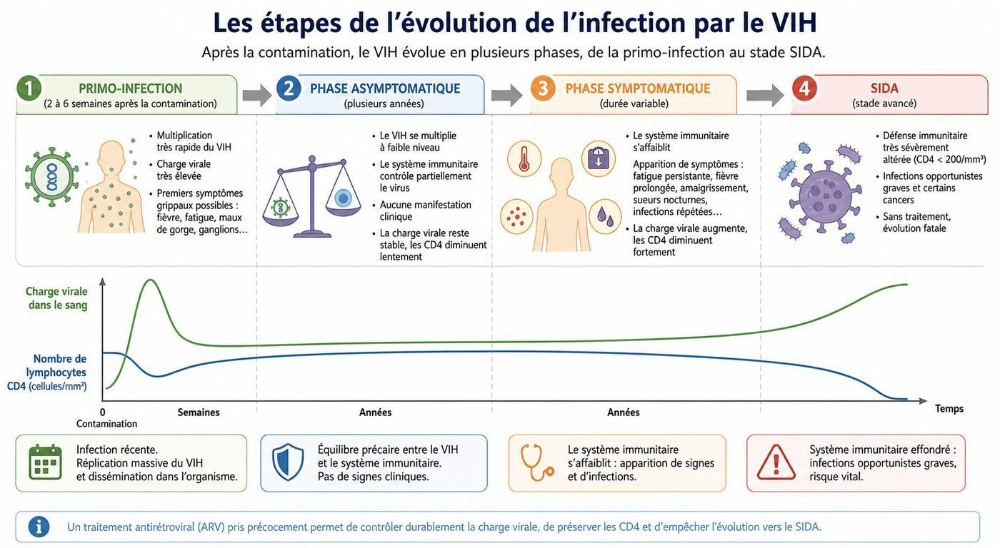 Les étapes de l’évolution de l’infection par le VIH
Après la contamination, le VIH évolue en plusieurs phases, de la primo-infection au stade SIDA.
1
PRIMO-INFECTION
(2 à 6 semaines après la contamination)
• Multiplication
très rapide du VIH
• Charge virale
très élevée
• Premiers symptômes
grippaux possibles :
fièvre, fatigue, maux
de gorge, ganglions…
2
PHASE ASYMPTOMATIQUE
(plusieurs années)
• Le VIH se multiplie
à faible niveau
• Le système immunitaire
contrôle partiellement
le virus
• Aucune manifestation
clinique
• La charge virale reste
stable, les CD4 diminuent
lentement
3
PHASE SYMPTOMATIQUE
(durée variable)
• Le système immunitaire
s’affaiblit
Apparition de symptômes :
fatigue persistante, fièvre
prolongée, amaigrissement,
sueurs nocturnes,
infections répétées…
• La charge virale augmente,
les CD4 diminuent
fortement
4
SIDA
(stade avancé)
• Défense immunitaire
très sévèrement
altérée (CD4 < 200/mm³)
• Infections opportunistes
graves et certains
cancers
• Sans traitement,
évolution fatale
Charge virale
dans le sang
Nombre de
lymphocytes
CD4 (cellules/mm³)
0
Contamination
Semaines
Années
Années
Temps
Infection récente.
Réplication massive du VIH
et dissémination dans l’organisme.
Équilibre précaire entre le VIH
et le système immunitaire.
Pas de signes cliniques.
Le système immunitaire
s’affaiblit : apparition de signes
et d’infections.
Système immunitaire effondré :
infections opportunistes graves,
risque vital.
Un traitement antirétroviral (ARV) pris précocement permet de contrôler durablement la charge virale, de préserver les CD4 et d’empêcher l’évolution vers le SIDA.